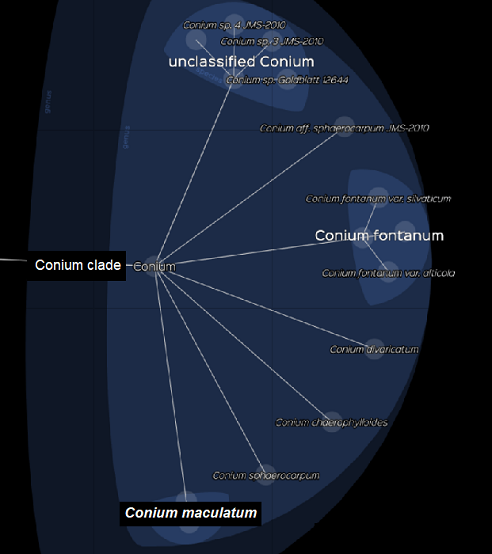 Conium sp. 4 JMS-2010
Conium sp. 3 JMS-2010
unclassified Conium
species
Conium sp. Goldblatt 12644
genus
genus
Conium aff. sphaerocarpum JMS-2010
Conium fontanum var. silvaticum
Conium fontanum
Conium clade
Conium
Conium fontanum var. alticola
Conium divaricatum
Conium chaerophylloides
Conium sphaerocarpum
Conium maculatum